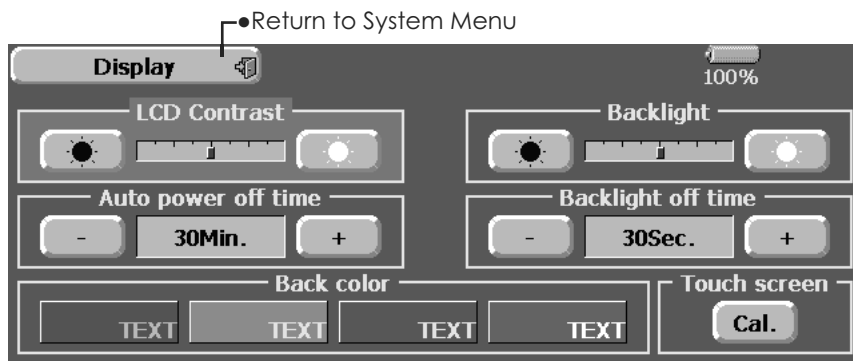 ●Return to System Menu
Display
100%
LCD Contrast
Backlight
Auto power off time
Backlight off time
- 30Min. +
- 30Sec. +
Back color
Touch screen
TEXT TEXT TEXT TEXT
Cal.